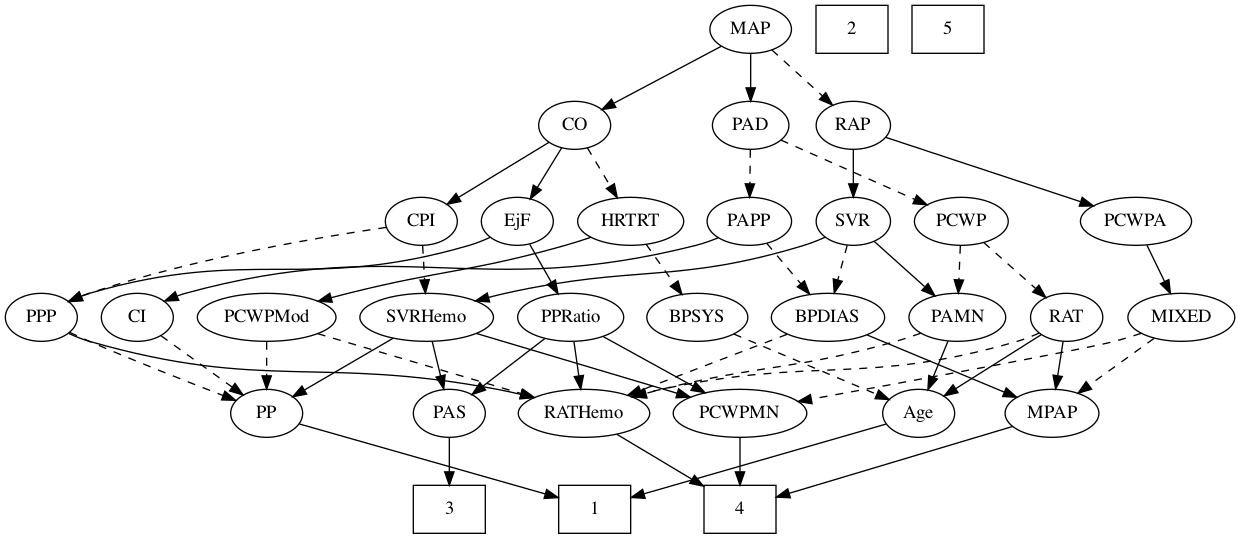 MAP 2 5
CO PAD RAP
CPI EjF HRTRT PAPP SVR PCWP PCWPA
PPP CI PCWPMod SVRHemo PPRatio BPSYS BPDIAS PAMN RAT MIXED
PP PAS RATHemo PCWPMN Age MPAP
3 1 4